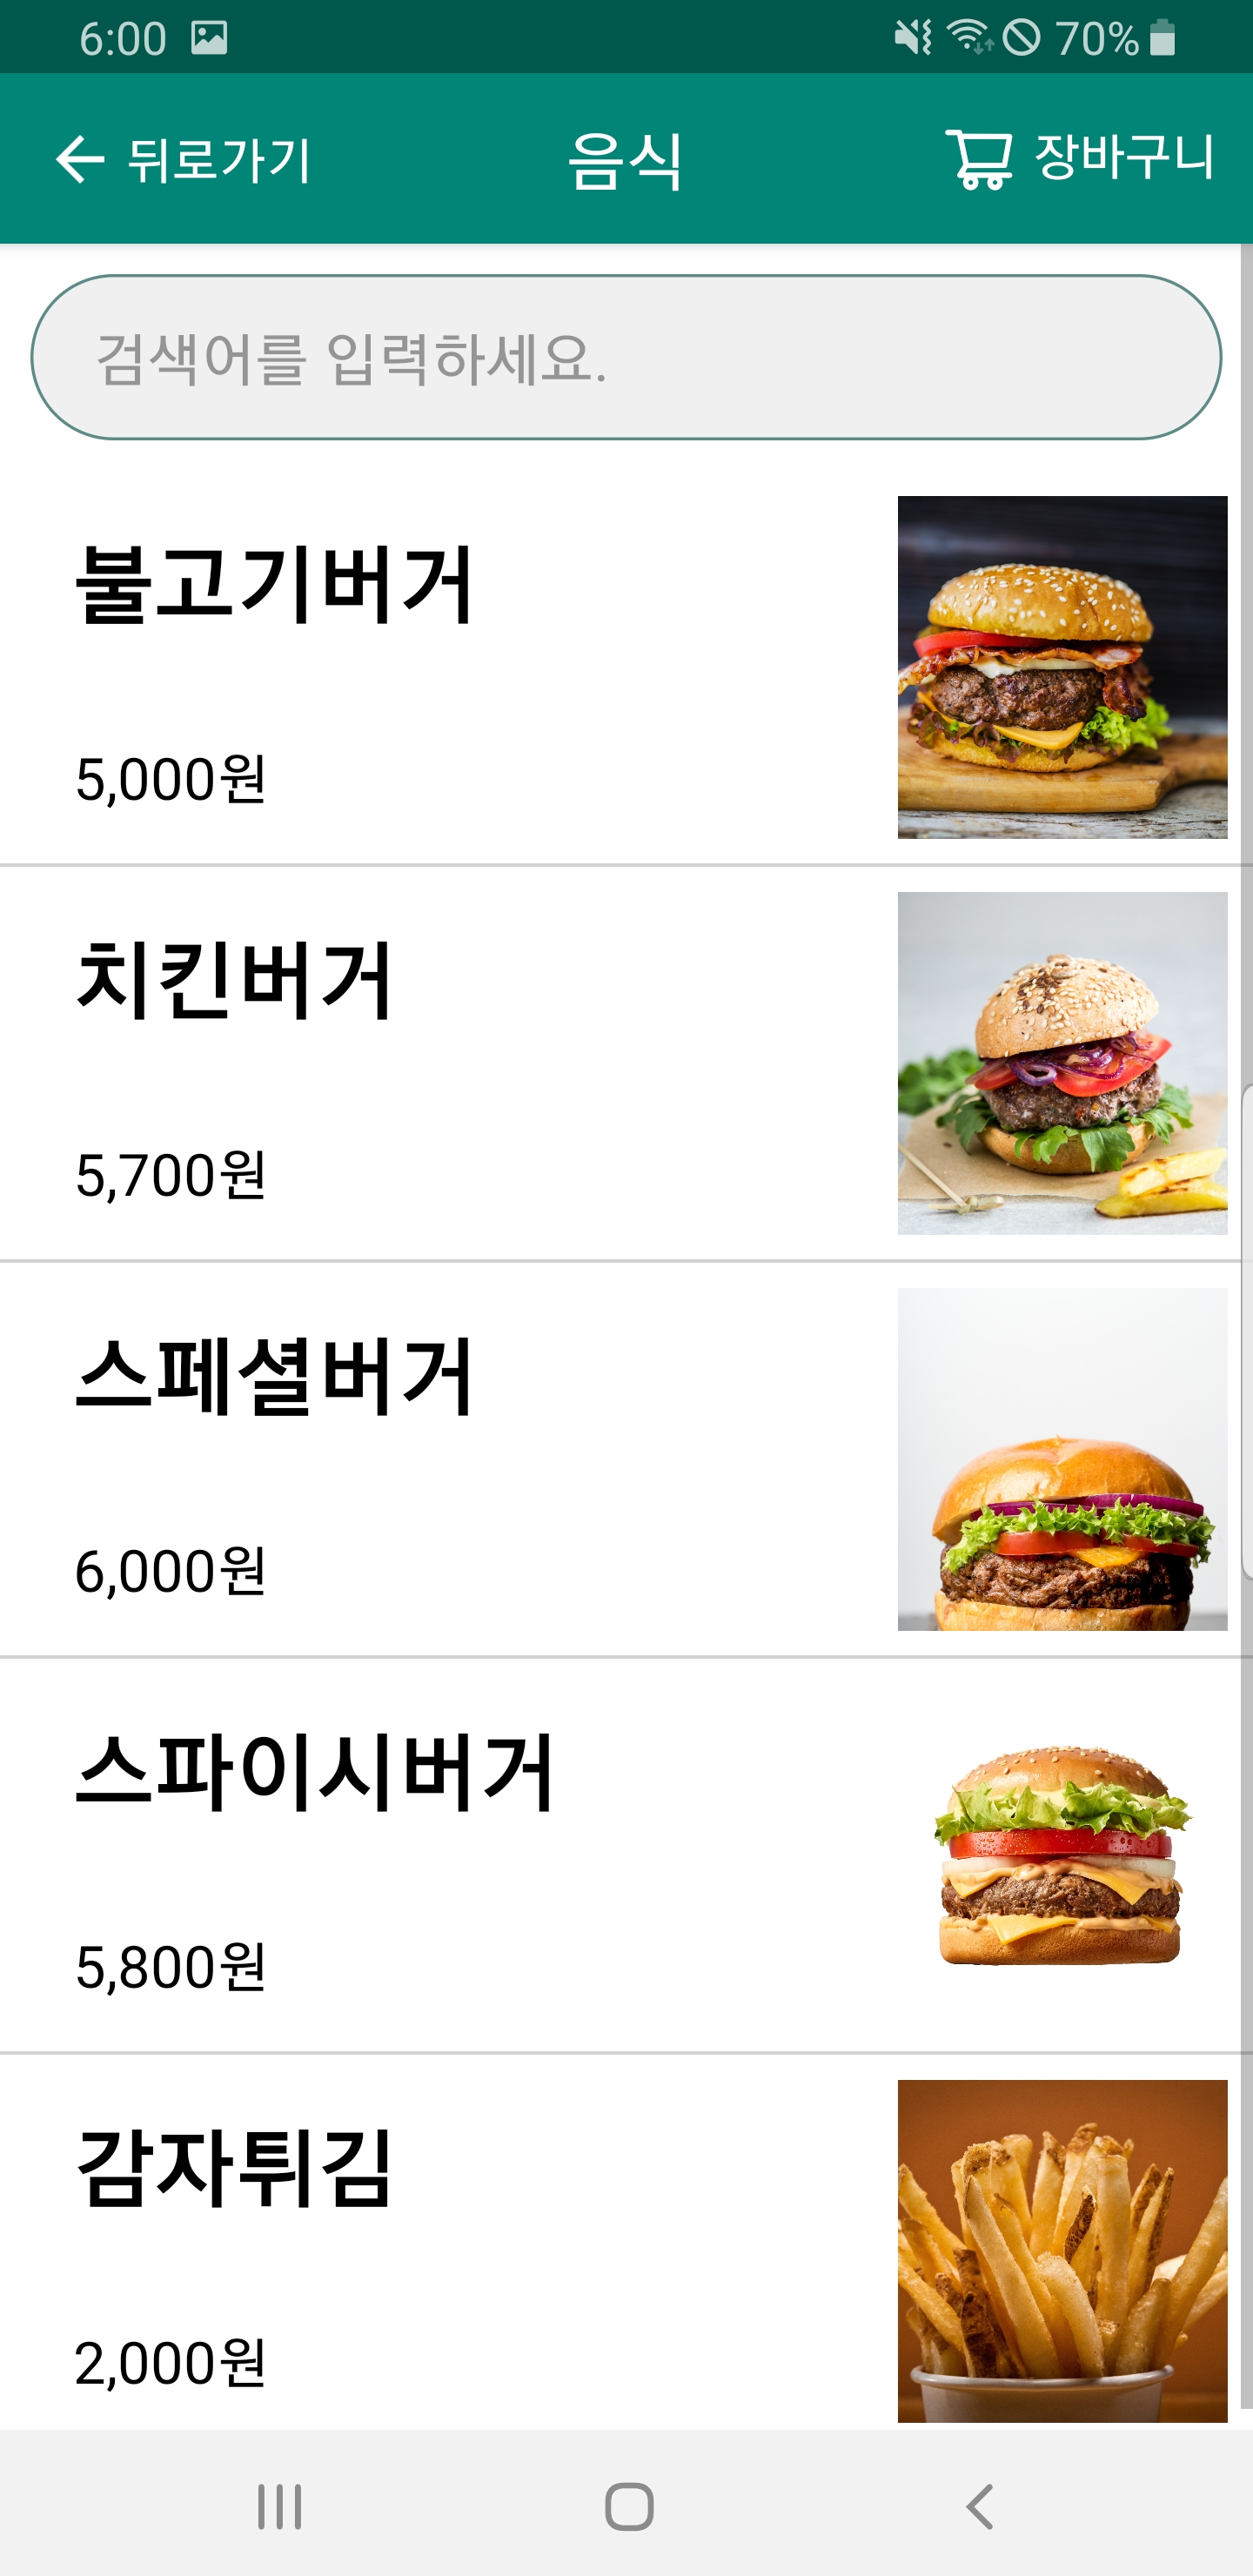 6:00 70%
뒤로가기 음식 장바구니
검색어를 입력하세요.
불고기버거
5,000원
치킨버거
5,700원
스페셜버거
6,000원
스파이시버거
5,800원
감자튀김
2,000원